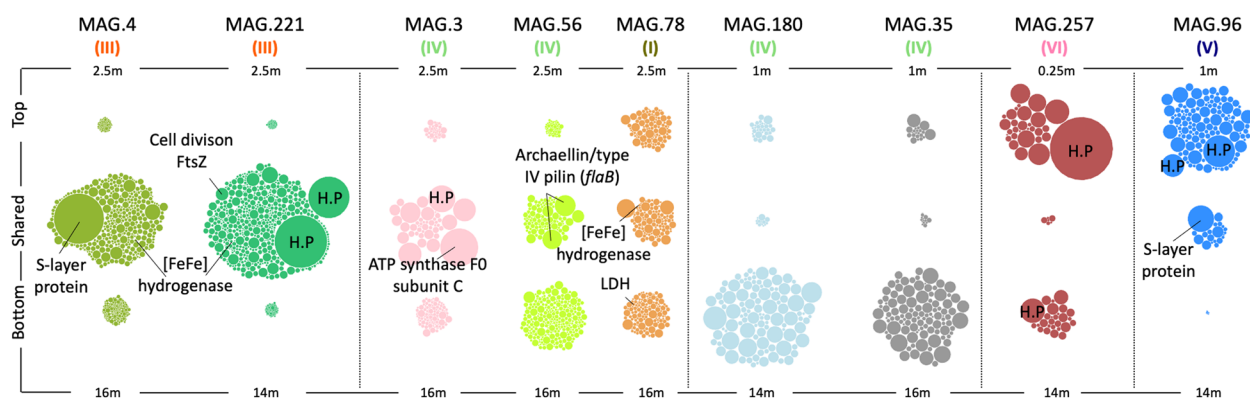 MAG.4 MAG.221 MAG.3 MAG.56 MAG.78 MAG.180 MAG.35 MAG.257 MAG.96
(III) (III) (IV) (IV) (I) (IV) (IV) (VI) (V)
2.5m 2.5m 2.5m 2.5m 2.5m 1m 1m 0.25m 1m
Top
Shared
Bottom
Cell divison
FtsZ
H.P
H.P
S-layer
protein
[FeFe]
hydrogenase
H.P
ATP synthase F0
subunit C
Archaellin/type
IV pilin (flaB)
[FeFe]
hydrogenase
LDH
H.P
H.P
H.P
H.P
S-layer
protein
16m 14m 16m 16m 16m 14m 16m 14m 14m